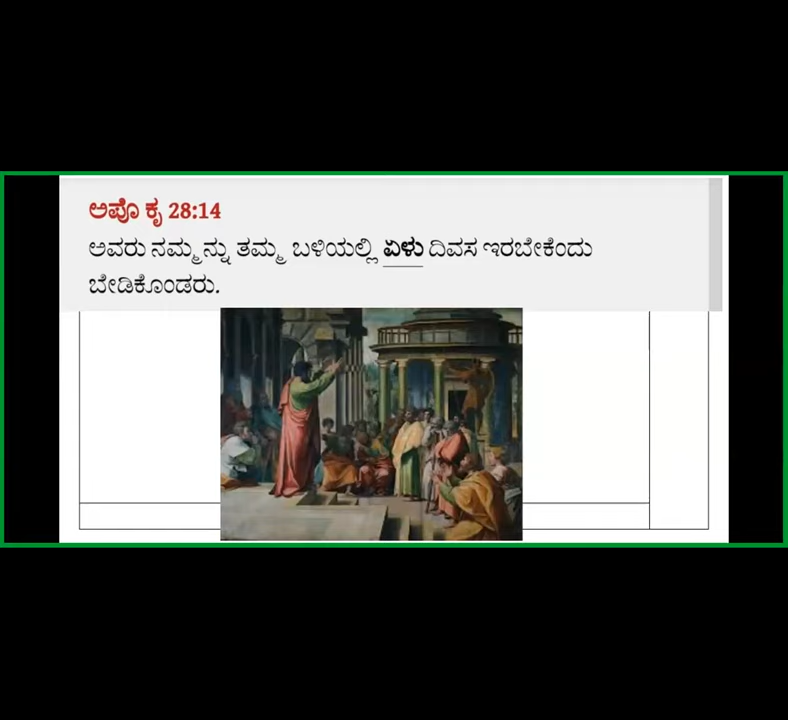 ಅಪೊ ಕೃ 28:14
ಅವರು ನಮ್ಮನ್ನು ತಮ್ಮ ಬಳಿಯಲ್ಲಿ ಏಳು ದಿವಸ ಇರಬೇಕೆಂದು
ಬೇಡಿಕೊಂಡರು.